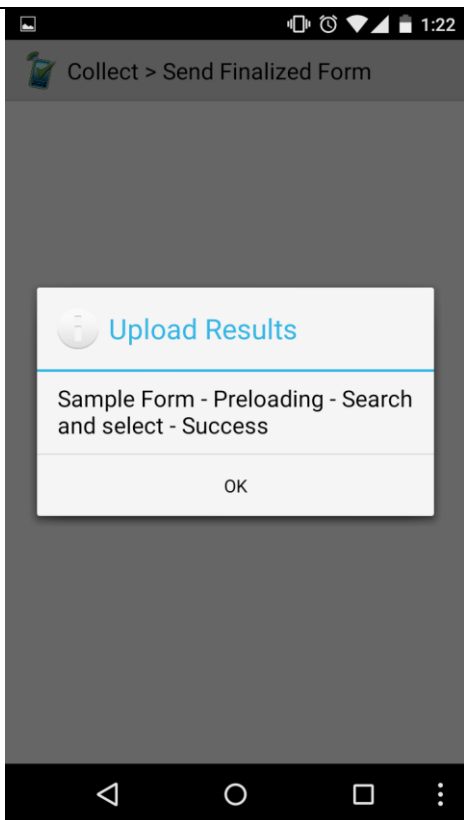 1:22
Collect > Send Finalized Form
Upload Results
Sample Form - Preloading - Search
and select - Success
OK